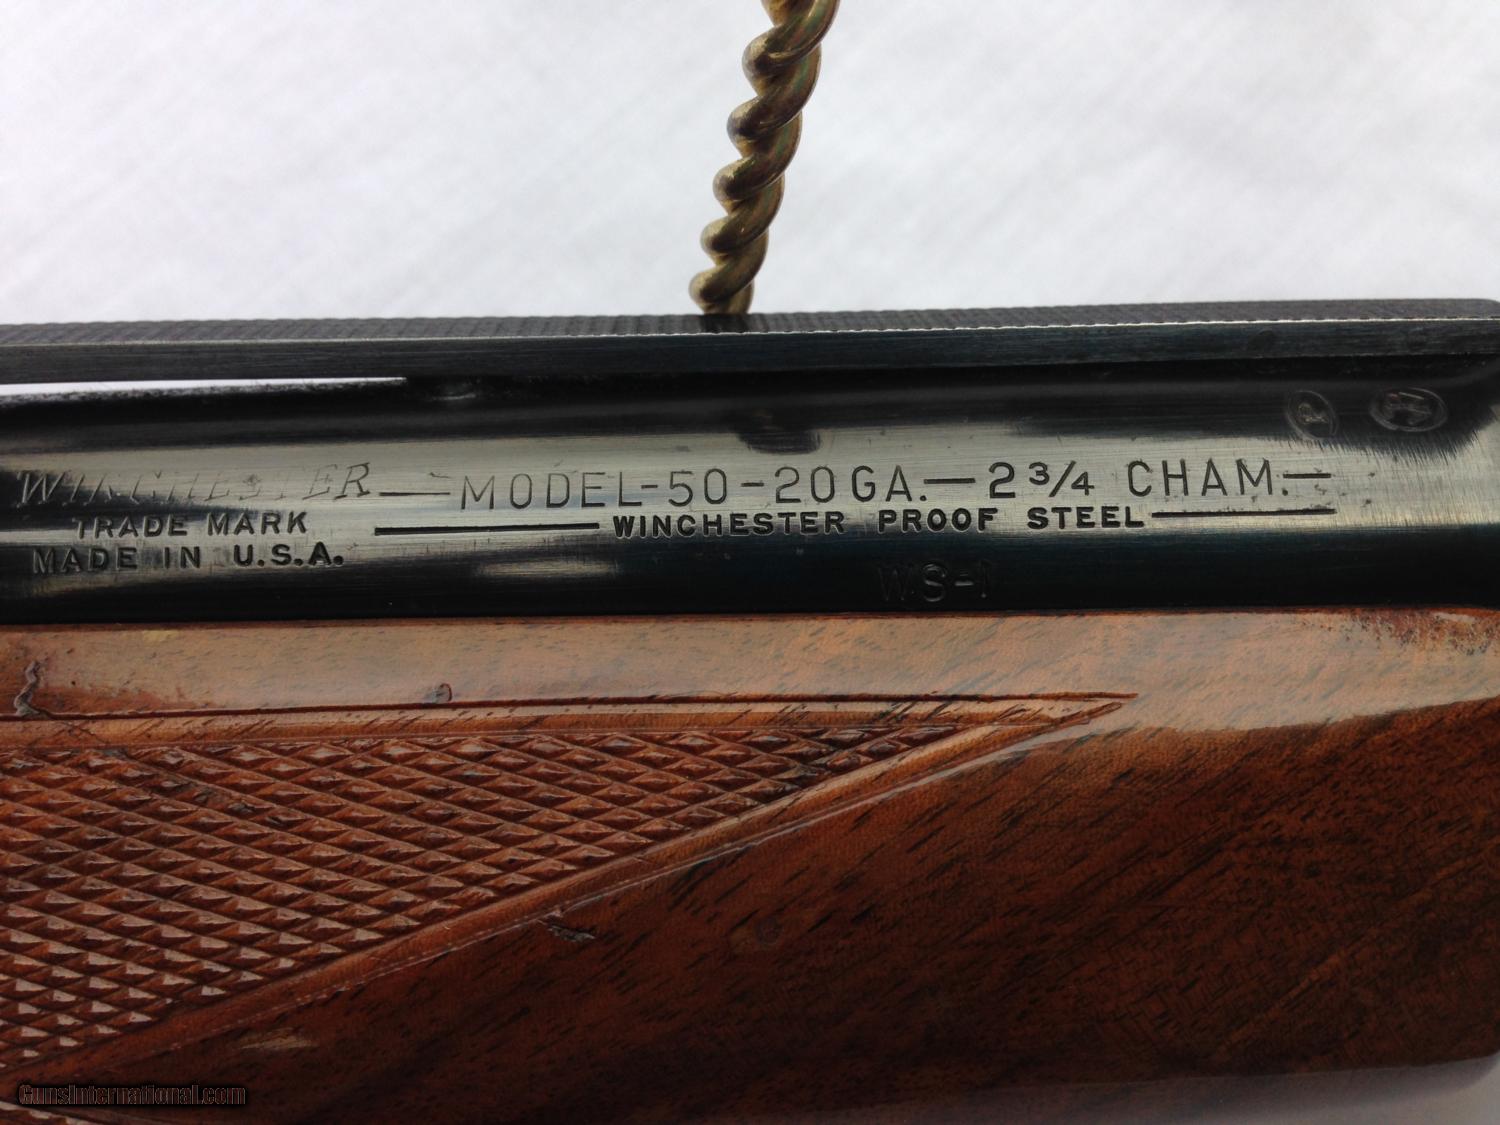 WINCHESTER—MODEL-50-20GA.—2 3/4 CHAM.—
TRADE MARK —WINCHESTER PROOF STEEL—
MADE IN U.S.A.
WS-1
P
GunsInternational.com